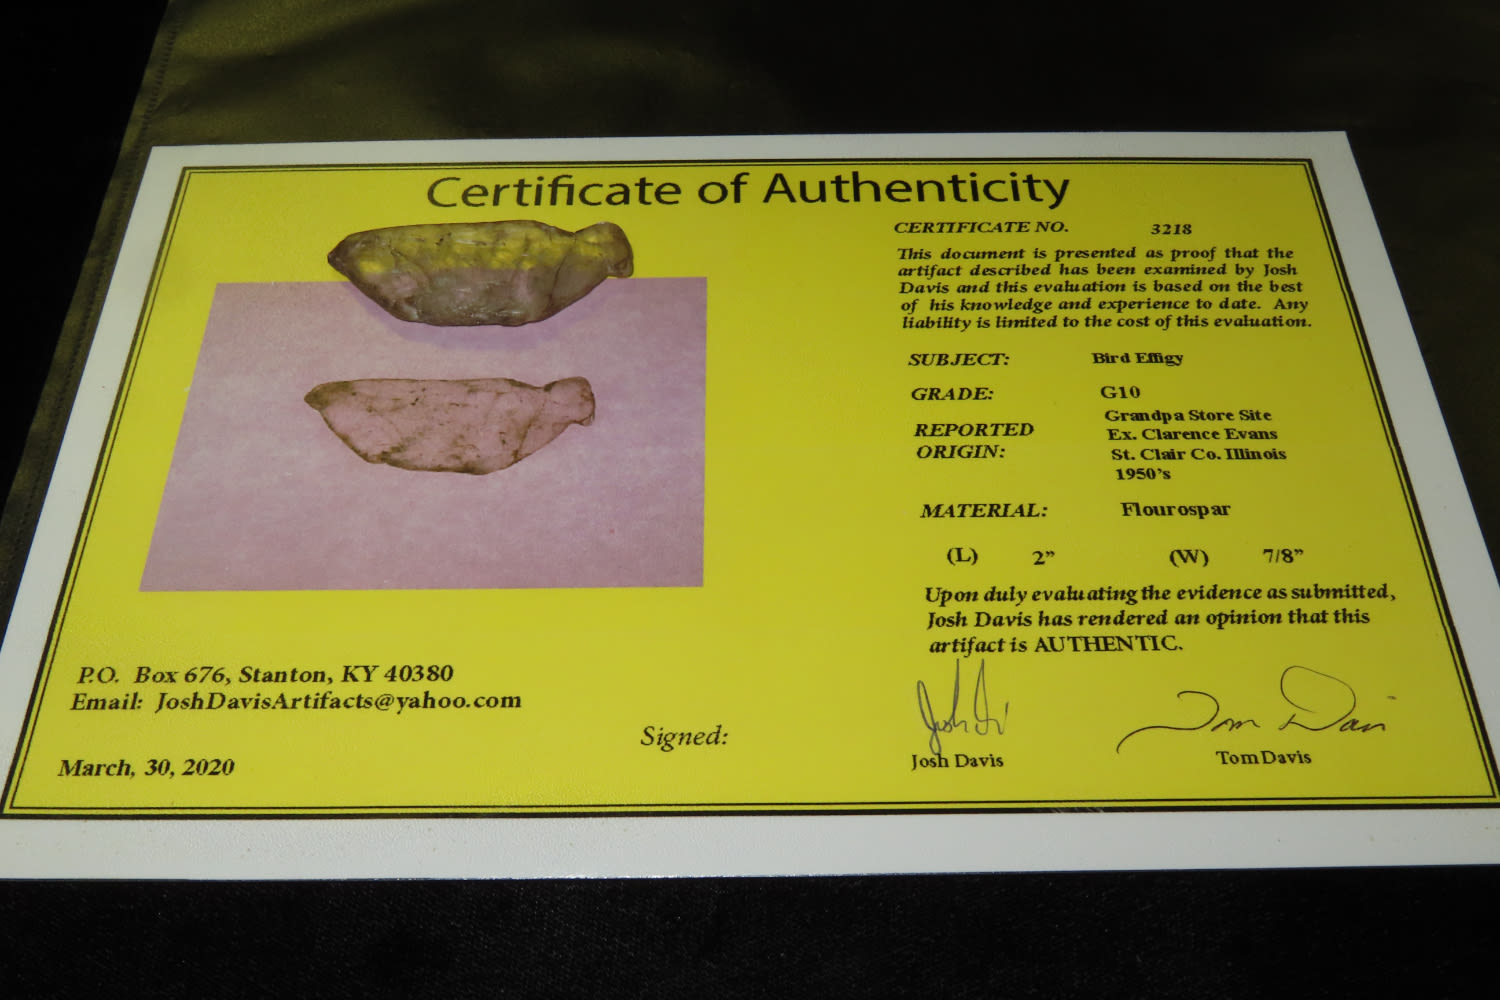 Certificate of Authenticity
CERTIFICATE NO. 3218
This document is presented as proof that the
artifact described has been examined by Josh
Davis and this evaluation is based on the best
of his knowledge and experience to date. Any
liability is limited to the cost of this evaluation.
SUBJECT: Bird Effigy
GRADE: G10
REPORTED
ORIGIN:
Grandpa Store Site
Ex. Clarence Evans
St. Clair Co. Illinois
1950's
MATERIAL: Flourospar
(L) 2” (W) 7/8”
Upon duly evaluating the evidence as submitted,
Josh Davis has rendered an opinion that this
artifact is AUTHENTIC.
P.O. Box 676, Stanton, KY 40380
Email: JoshDavisArtifacts@yahoo.com
March, 30, 2020
Signed:
Josh Davis
Tom Davis
Josh Davis
Tom Davis